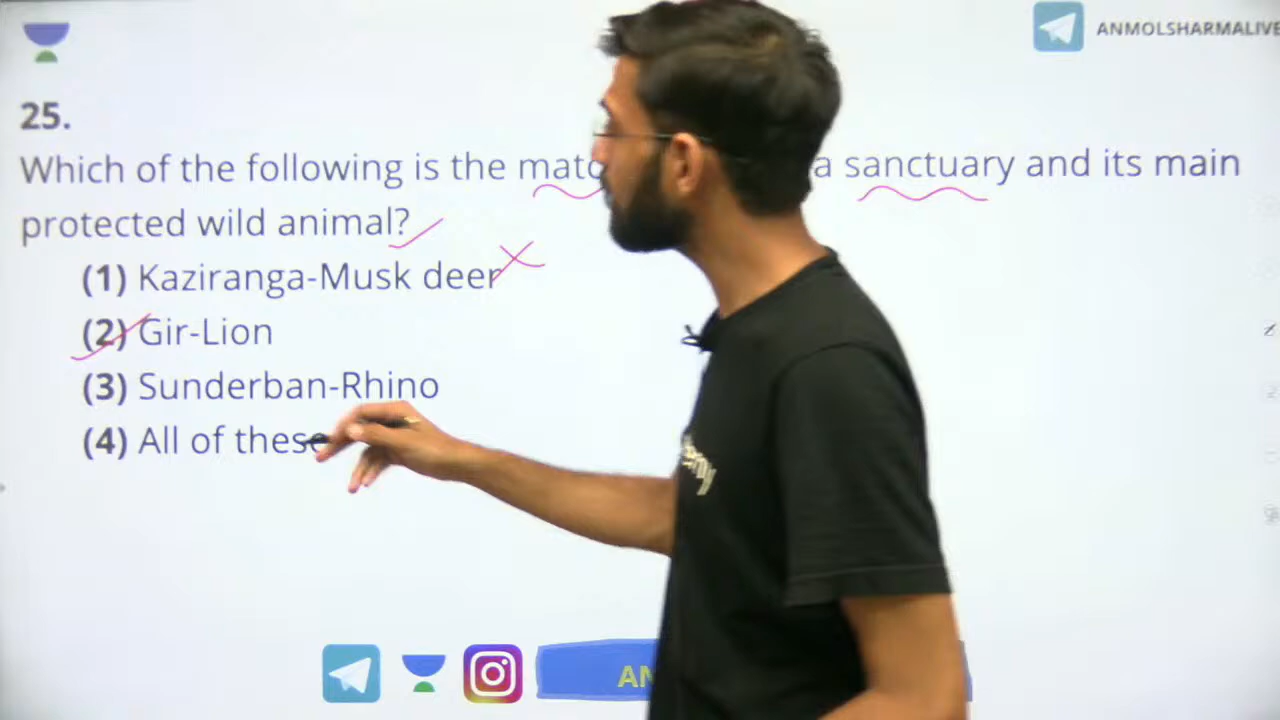 ANMOLSHARMALIVE
25.
Which of the following is the a sanctuary and its main
protected wild animal?
(1) Kaziranga-Musk deer
(2) Gir-Lion
(3) Sunderban-Rhino
(4) All of these